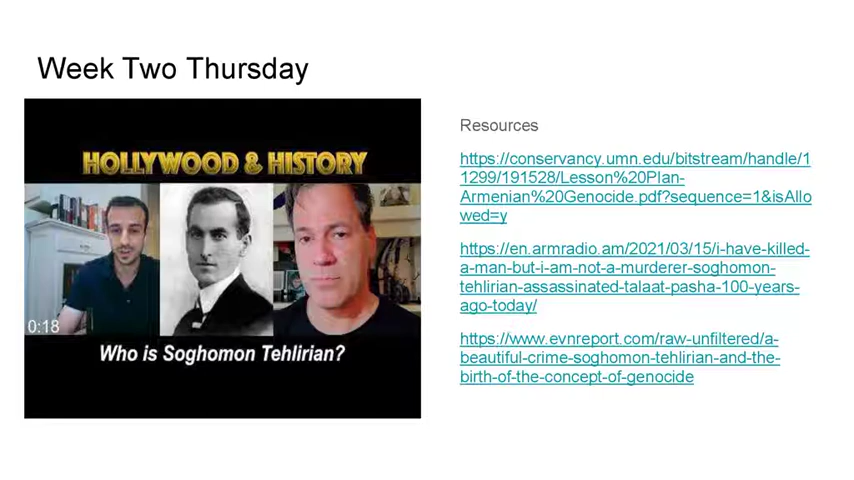 Week Two Thursday
HOLLYWOOD & HISTORY
0:18
Who is Soghomon Tehlirian?
Resources
https://conservancy.umn.edu/bitstream/handle/1
1299/191528/Lesson%20Plan-
Armenian%20Genocide.pdf?sequence=1&isAllo
wed=y
https://en.armradio.am/2021/03/15/i-have-killed-
a-man-but-i-am-not-a-murderer-soghomon-
tehlirian-assassinated-talaat-pasha-100-years-
ago-today/
https://www.evnreport.com/raw-unfiltered/a-
beautiful-crime-soghomon-tehlirian-and-the-
birth-of-the-concept-of-genocide